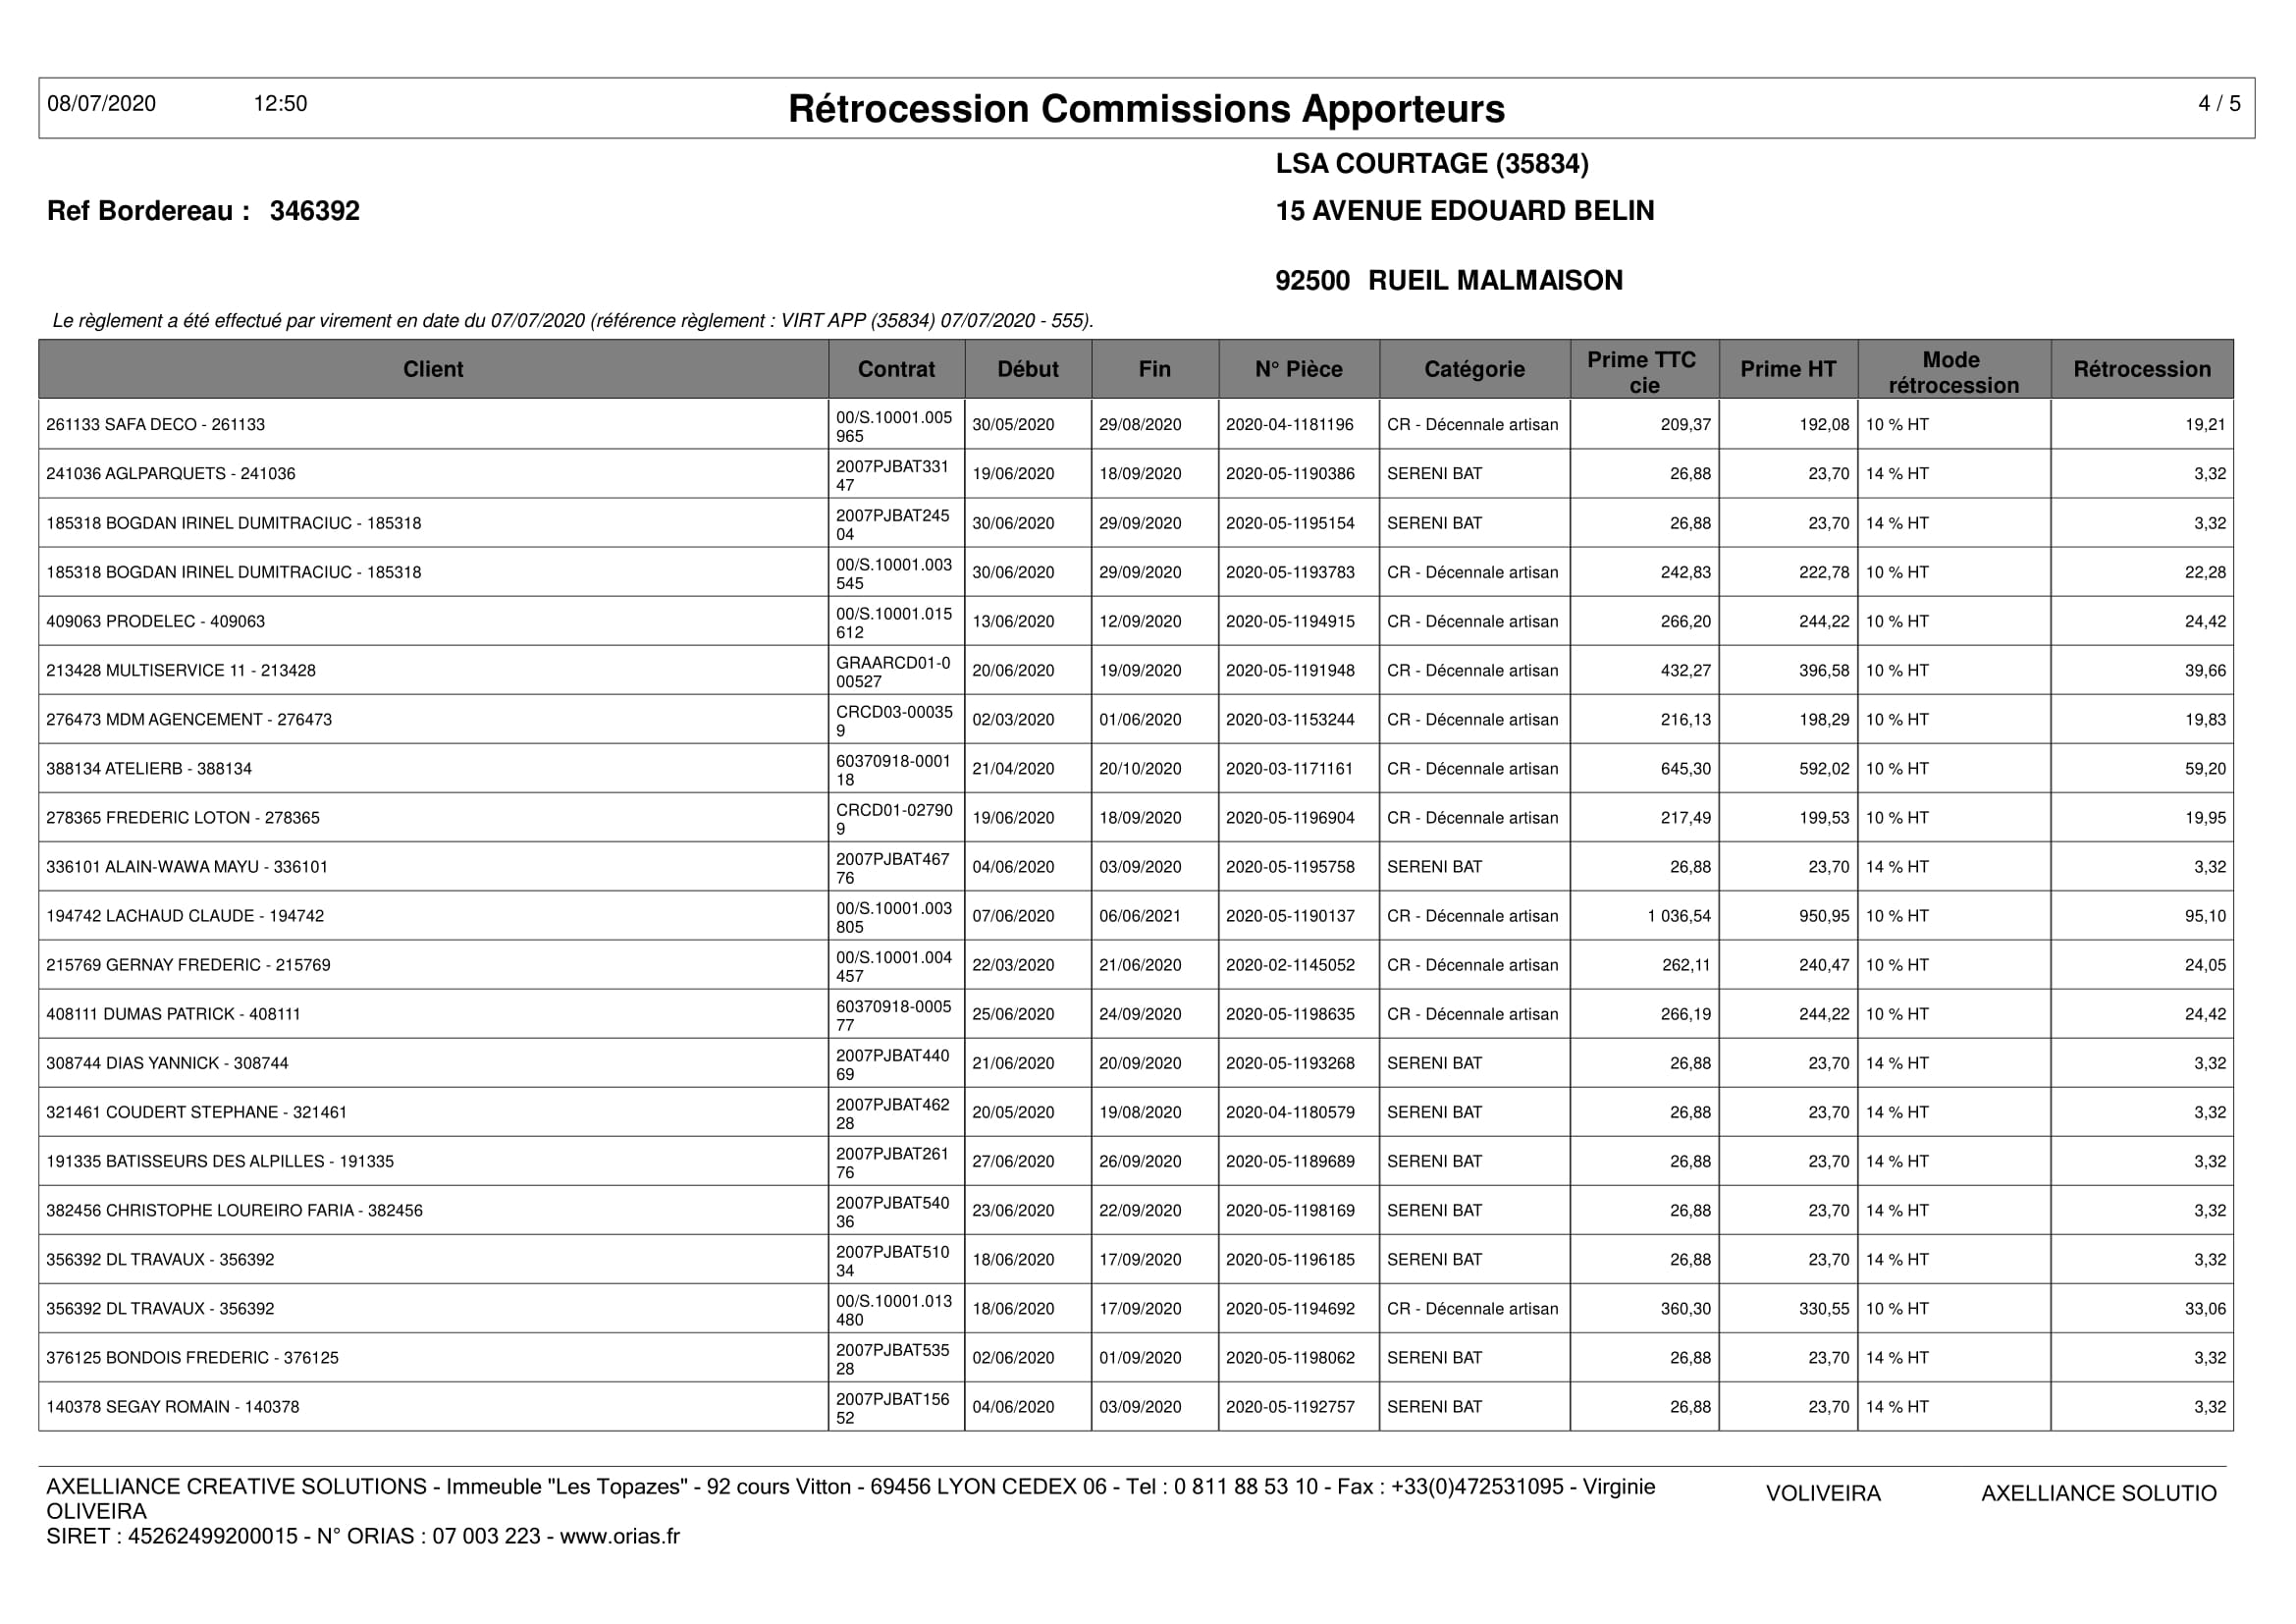 08/07/2020 12:50 Rétrocession Commissions Apporteurs 4 / 5
LSA COURTAGE (35834)
Ref Bordereau : 346392 15 AVENUE EDOUARD BELIN
92500 RUEIL MALMAISON
Le règlement a été effectué par virement en date du 07/07/2020 (référence règlement : VIRT APP (35834) 07/07/2020 - 555).
Client Contrat Début Fin N° Pièce Catégorie Prime TTC cie Prime HT Mode rétrocession Rétrocession
261133 SAFA DECO - 261133 00/S.10001.005965 30/05/2020 29/08/2020 2020-04-1181196 CR - Décennale artisan 209,37 192,08 10 % HT 19,21
241036 AGLPARQUETS - 241036 2007PJBAT33147 19/06/2020 18/09/2020 2020-05-1190386 SERENI BAT 26,88 23,70 14 % HT 3,32
185318 BOGDAN IRINEL DUMITRACIUC - 185318 2007PJBAT24504 30/06/2020 29/09/2020 2020-05-1195154 SERENI BAT 26,88 23,70 14 % HT 3,32
185318 BOGDAN IRINEL DUMITRACIUC - 185318 00/S.10001.003545 30/06/2020 29/09/2020 2020-05-1193783 CR - Décennale artisan 242,83 222,78 10 % HT 22,28
409063 PRODELEC - 409063 00/S.10001.015612 13/06/2020 12/09/2020 2020-05-1194915 CR - Décennale artisan 266,20 244,22 10 % HT 24,42
213428 MULTISERVICE 11 - 213428 GRAARCD01-000527 20/06/2020 19/09/2020 2020-05-1191948 CR - Décennale artisan 432,27 396,58 10 % HT 39,66
276473 MDM AGENCEMENT - 276473 CRCD03-000359 02/03/2020 01/06/2020 2020-03-1153244 CR - Décennale artisan 216,13 198,29 10 % HT 19,83
388134 ATELIERB - 388134 60370918-000118 21/04/2020 20/10/2020 2020-03-1171161 CR - Décennale artisan 645,30 592,02 10 % HT 59,20
278365 FREDERIC LOTON - 278365 CRCD01-027909 19/06/2020 18/09/2020 2020-05-1196904 CR - Décennale artisan 217,49 199,53 10 % HT 19,95
336101 ALAIN-WAWA MAYU - 336101 2007PJBAT46776 04/06/2020 03/09/2020 2020-05-1195758 SERENI BAT 26,88 23,70 14 % HT 3,32
194742 LACHAUD CLAUDE - 194742 00/S.10001.003805 07/06/2020 06/06/2021 2020-05-1190137 CR - Décennale artisan 1 036,54 950,95 10 % HT 95,10
215769 GERNAY FREDERIC - 215769 00/S.10001.004457 22/03/2020 21/06/2020 2020-02-1145052 CR - Décennale artisan 262,11 240,47 10 % HT 24,05
408111 DUMAS PATRICK - 408111 60370918-000577 25/06/2020 24/09/2020 2020-05-1198635 CR - Décennale artisan 266,19 244,22 10 % HT 24,42
308744 DIAS YANNICK - 308744 2007PJBAT44069 21/06/2020 20/09/2020 2020-05-1193268 SERENI BAT 26,88 23,70 14 % HT 3,32
321461 COUDERT STEPHANE - 321461 2007PJBAT46228 20/05/2020 19/08/2020 2020-04-1180579 SERENI BAT 26,88 23,70 14 % HT 3,32
191335 BATISSEURS DES ALPILLES - 191335 2007PJBAT26176 27/06/2020 26/09/2020 2020-05-1189689 SERENI BAT 26,88 23,70 14 % HT 3,32
382456 CHRISTOPHE LOUREIRO FARIA - 382456 2007PJBAT54036 23/06/2020 22/09/2020 2020-05-1198169 SERENI BAT 26,88 23,70 14 % HT 3,32
356392 DL TRAVAUX - 356392 2007PJBAT51034 18/06/2020 17/09/2020 2020-05-1196185 SERENI BAT 26,88 23,70 14 % HT 3,32
356392 DL TRAVAUX - 356392 00/S.10001.013480 18/06/2020 17/09/2020 2020-05-1194692 CR - Décennale artisan 360,30 330,55 10 % HT 33,06
376125 BONDOIS FREDERIC - 376125 2007PJBAT53528 02/06/2020 01/09/2020 2020-05-1198062 SERENI BAT 26,88 23,70 14 % HT 3,32
140378 SEGAY ROMAIN - 140378 2007PJBAT15652 04/06/2020 03/09/2020 2020-05-1192757 SERENI BAT 26,88 23,70 14 % HT 3,32
AXELLIANCE CREATIVE SOLUTIONS - Immeuble "Les Topazes" - 92 cours Vitton - 69456 LYON CEDEX 06 - Tel : 0 811 88 53 10 - Fax : +33(0)472531095 - Virginie VOLIVEIRA AXELLIANCE SOLUTIO
OLIVEIRA
SIRET : 45262499200015 - N° ORIAS : 07 003 223 - www.orias.fr